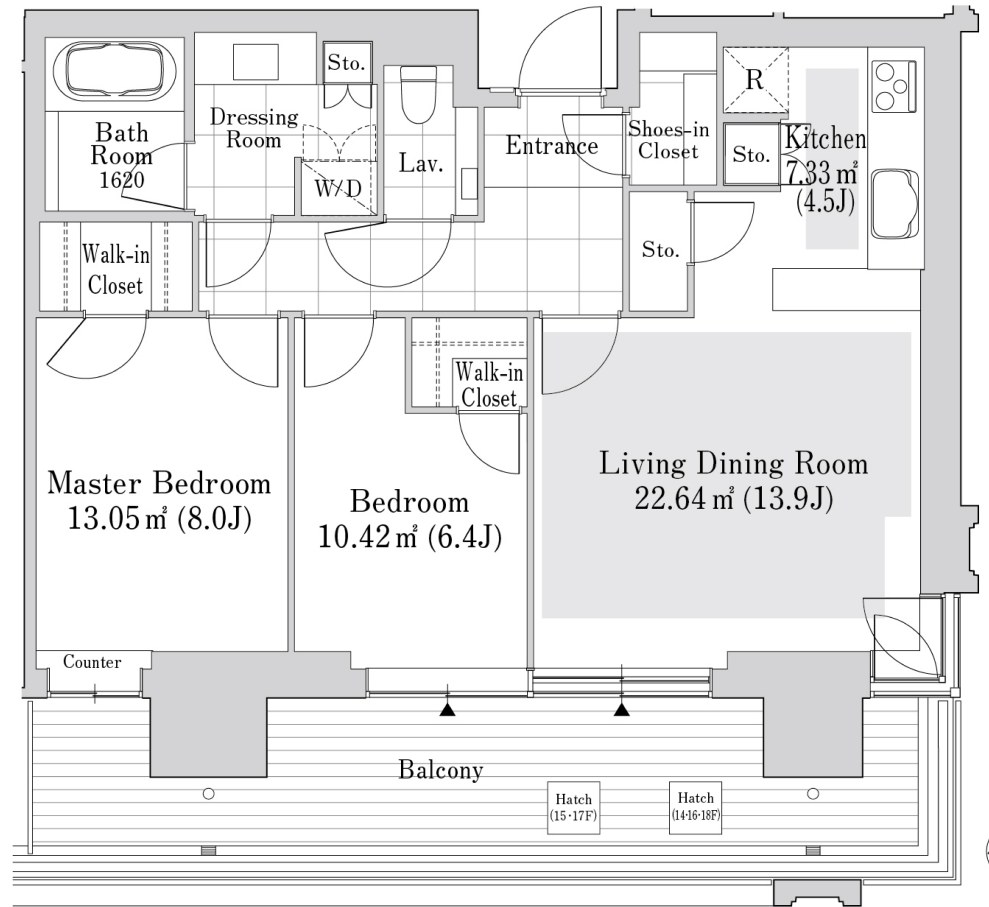 Sto.
Bath
Room
1620
Dressing
Room
W/D
Lav.
Entrance
Shoes-in
Closet
R
Sto.
Kitchen
7.33㎡
(4.5J)
Sto.
Walk-in
Closet
Walk-in
Closet
Master Bedroom
13.05㎡ (8.0J)
Bedroom
10.42㎡ (6.4J)
Living Dining Room
22.64㎡ (13.9J)
Counter
Balcony
Hatch
(15・17F)
Hatch
(14・16・18F)